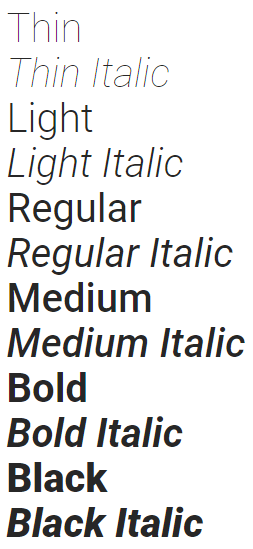 Thin
Thin Italic
Light
Light Italic
Regular
Regular Italic
Medium
Medium Italic
Bold
Bold Italic
Black
Black Italic